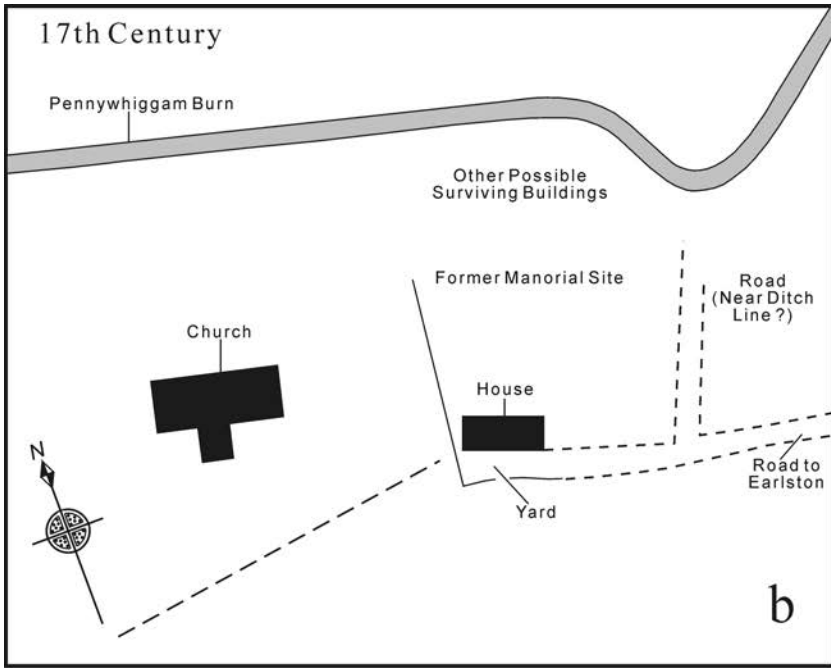 17th Century
Pennywhiggam Burn
Other Possible
Surviving Buildings
Former Manorial Site
Road
(Near Ditch
Line ?)
Church
House
N
Road to
Earlston
Yard
b